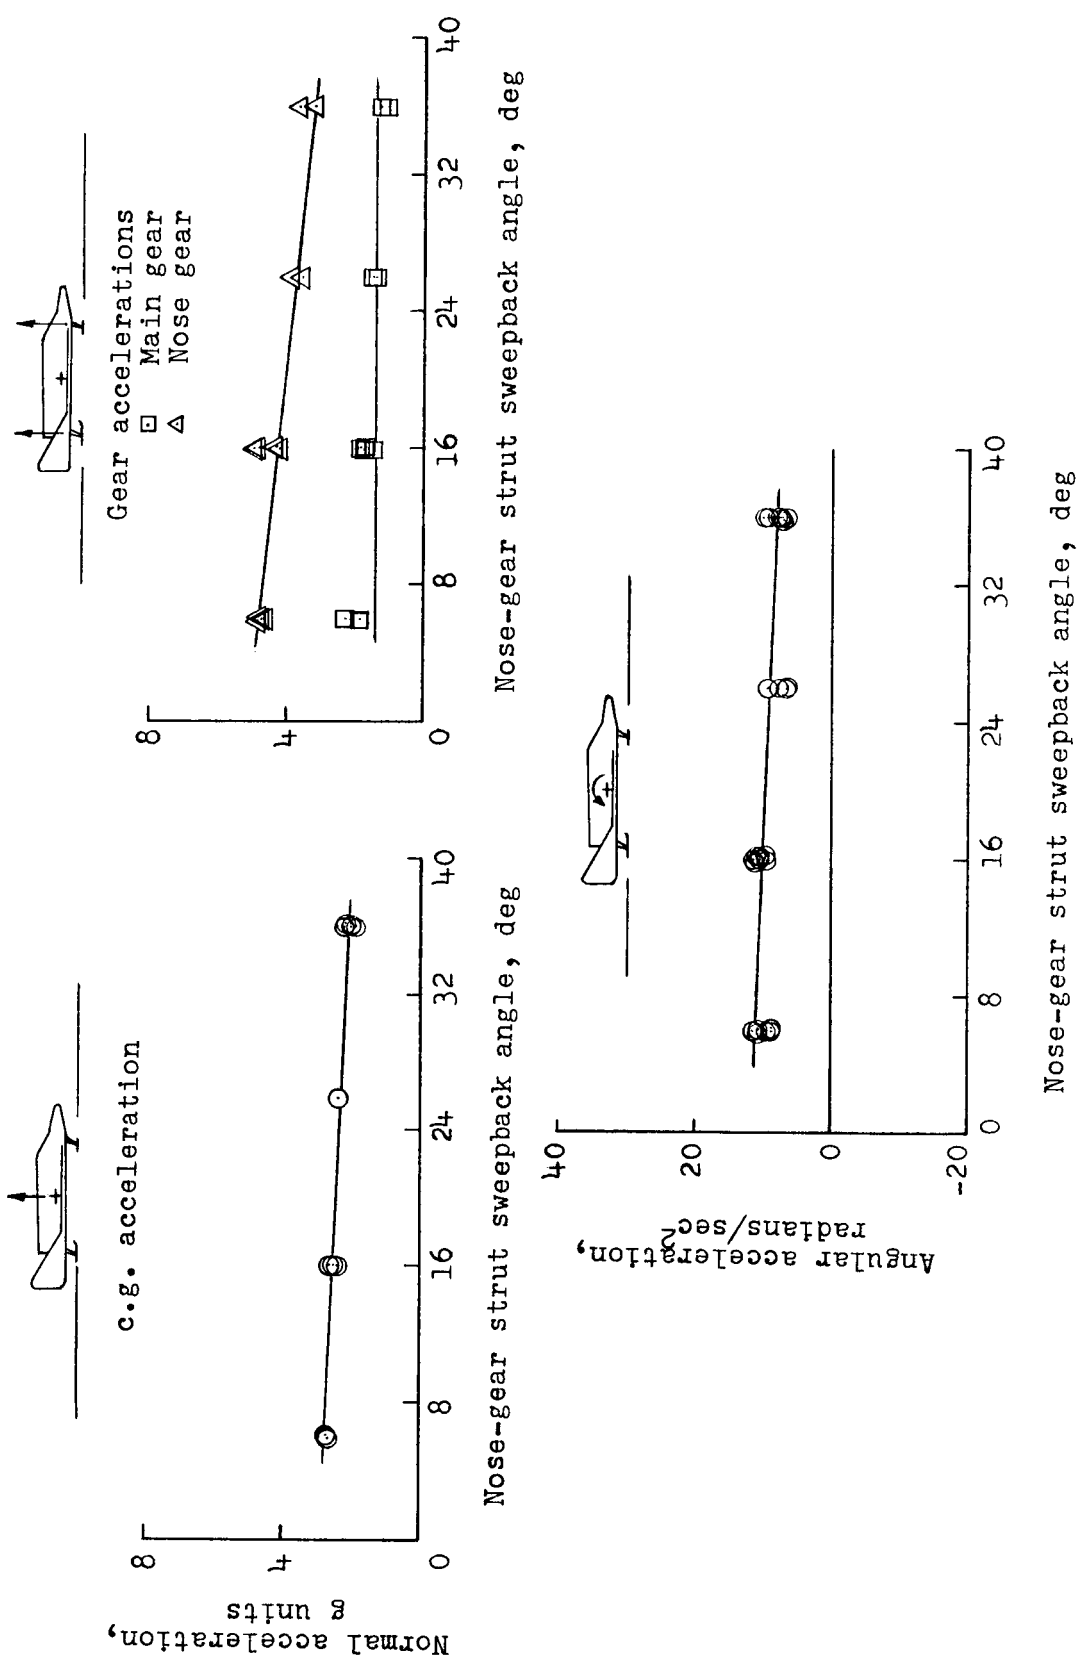 c.g. acceleration
Normal acceleration,
g units
8
4
0
8
16
24
32
40
Nose-gear strut sweepback angle, deg
Gear accelerations
Main gear
Nose gear
8
4
0
8
16
24
32
40
Nose-gear strut sweepback angle, deg
Angular acceleration,
radians/sec2
40
20
0
-20
0
8
16
24
32
40
Nose-gear strut sweepback angle, deg